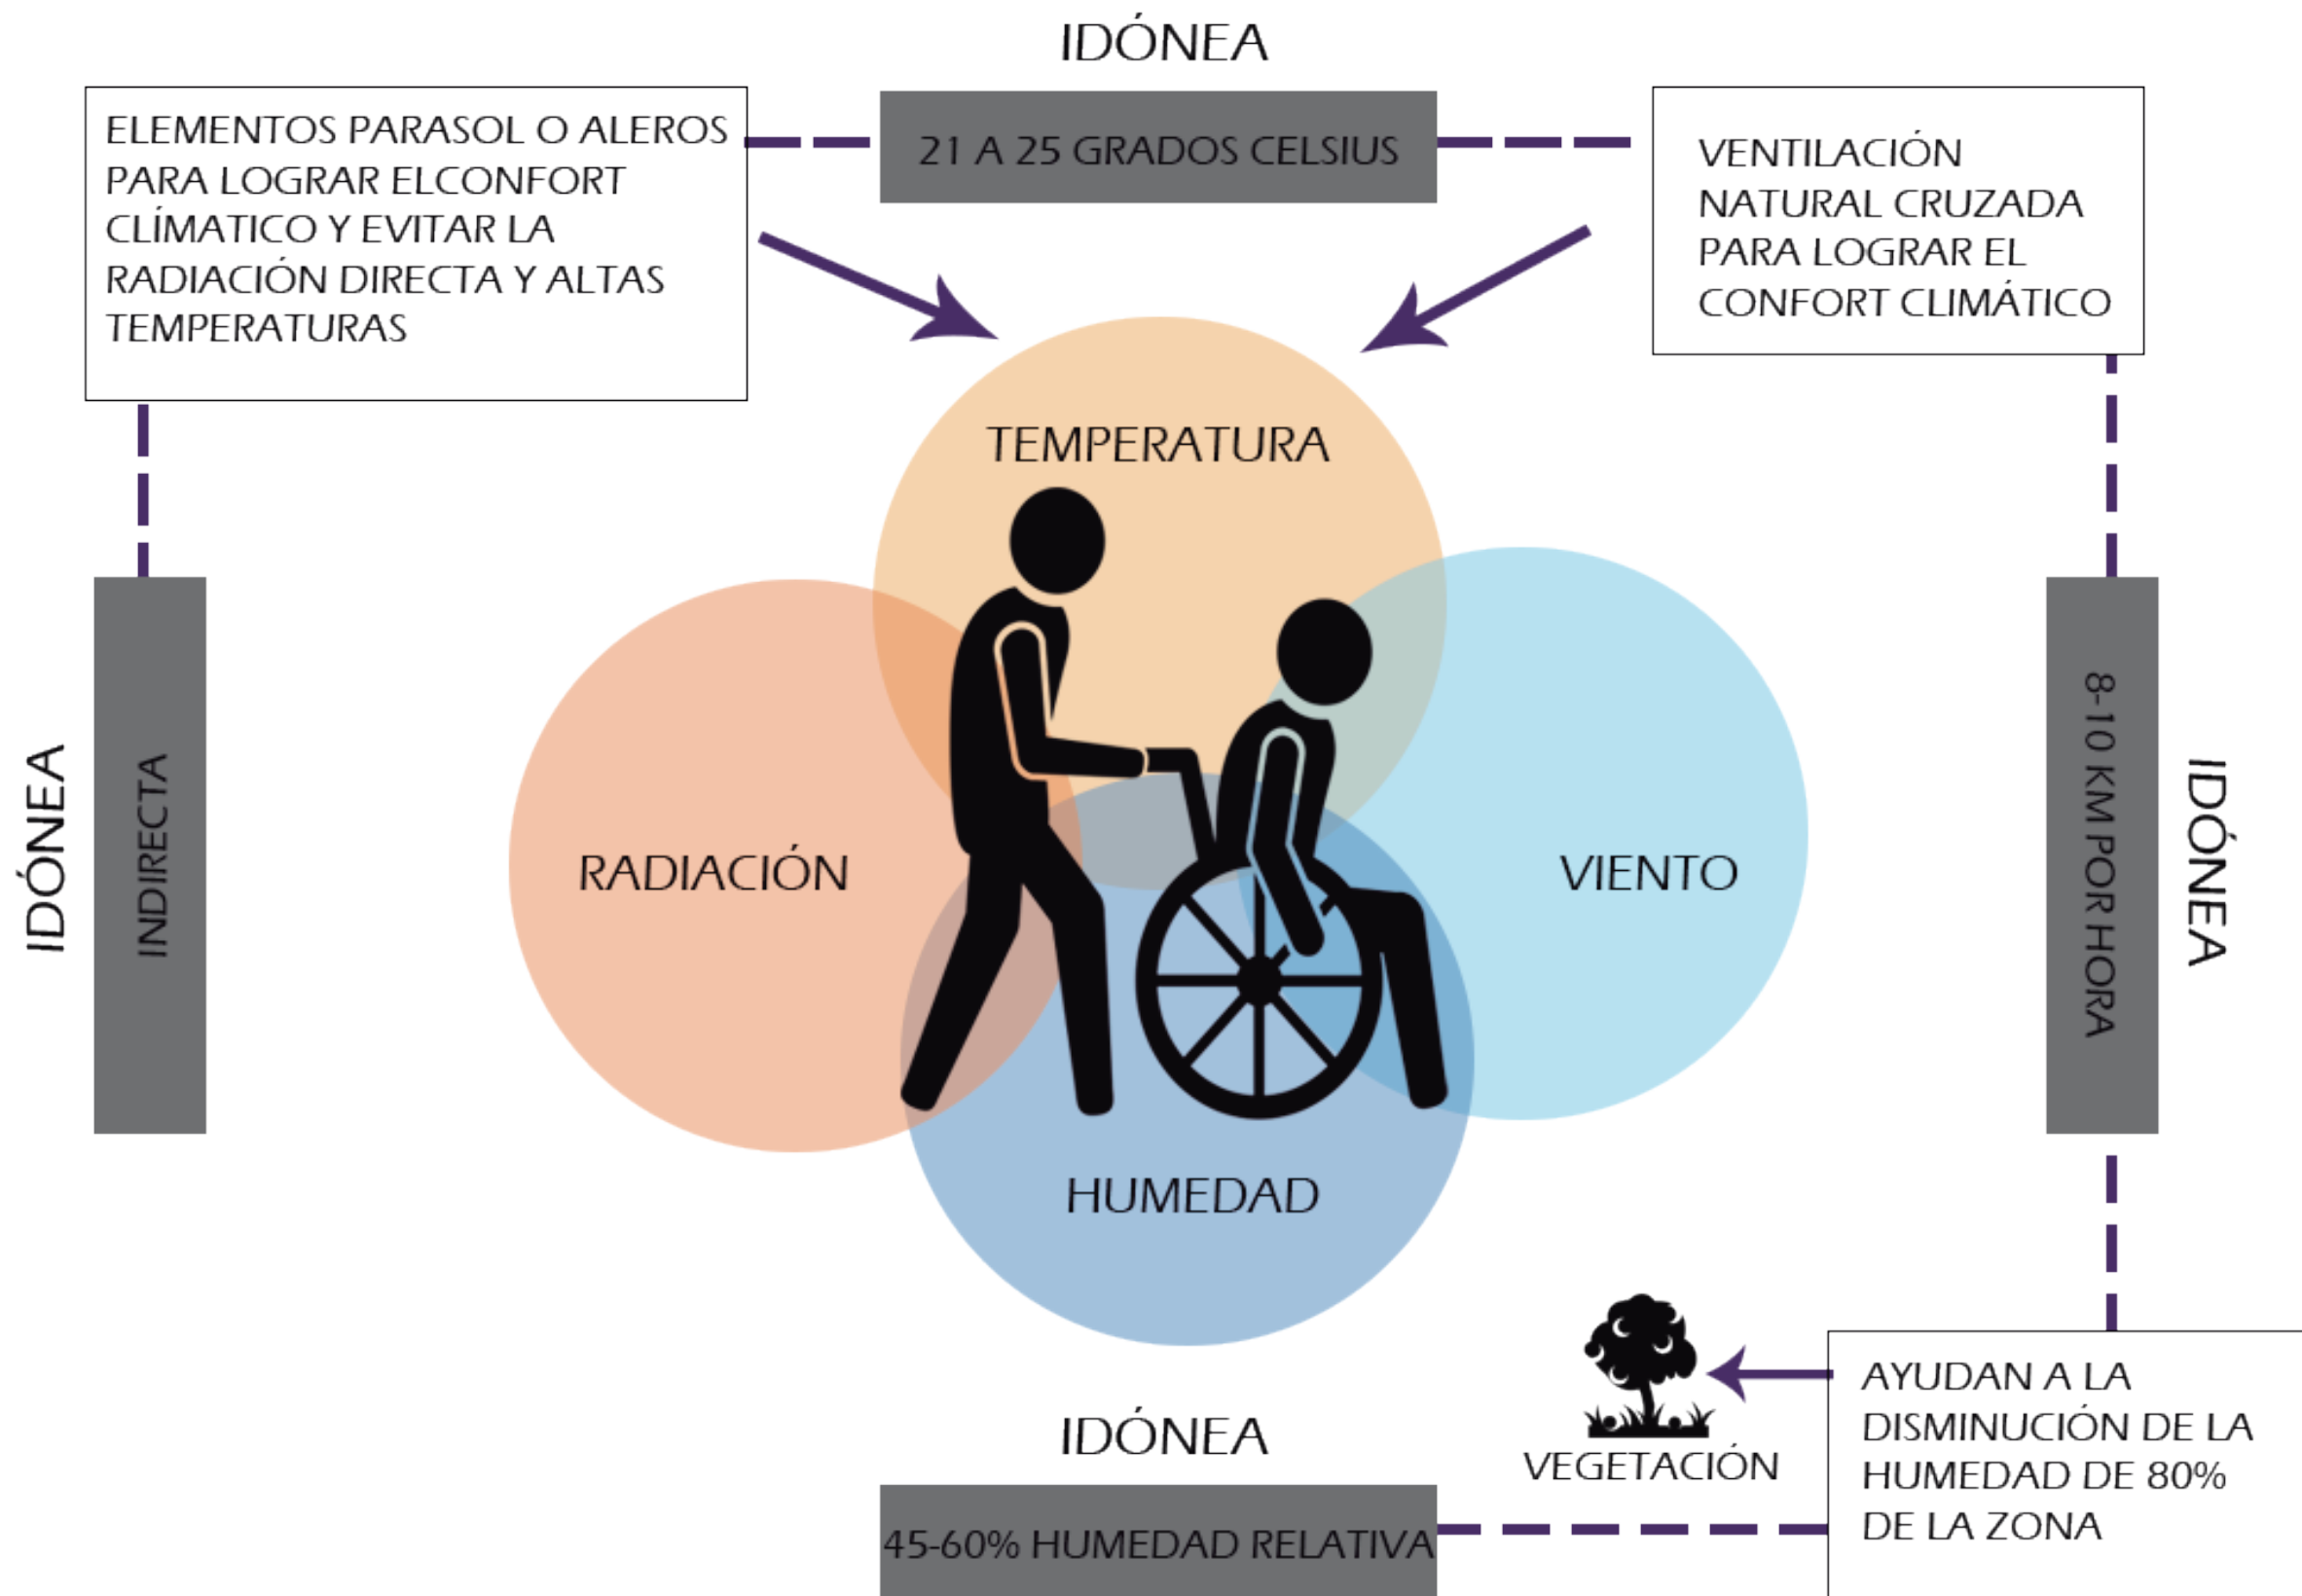 IDÓNEA
21 A 25 GRADOS CELSIUS
ELEMENTOS PARASOL O ALEROS
PARA LOGRAR ELCONFORT
CLÍMATICO Y EVITAR LA
RADIACIÓN DIRECTA Y ALTAS
TEMPERATURAS
VENTILACIÓN
NATURAL CRUZADA
PARA LOGRAR EL
CONFORT CLIMÁTICO
TEMPERATURA
IDÓNEA
INDIRECTA
RADIACIÓN
VIENTO
8-10 KM POR HORA
IDÓNEA
HUMEDAD
VEGETACIÓN
AYUDAN A LA
DISMINUCIÓN DE LA
HUMEDAD DE 80%
DE LA ZONA
IDÓNEA
45-60% HUMEDAD RELATIVA